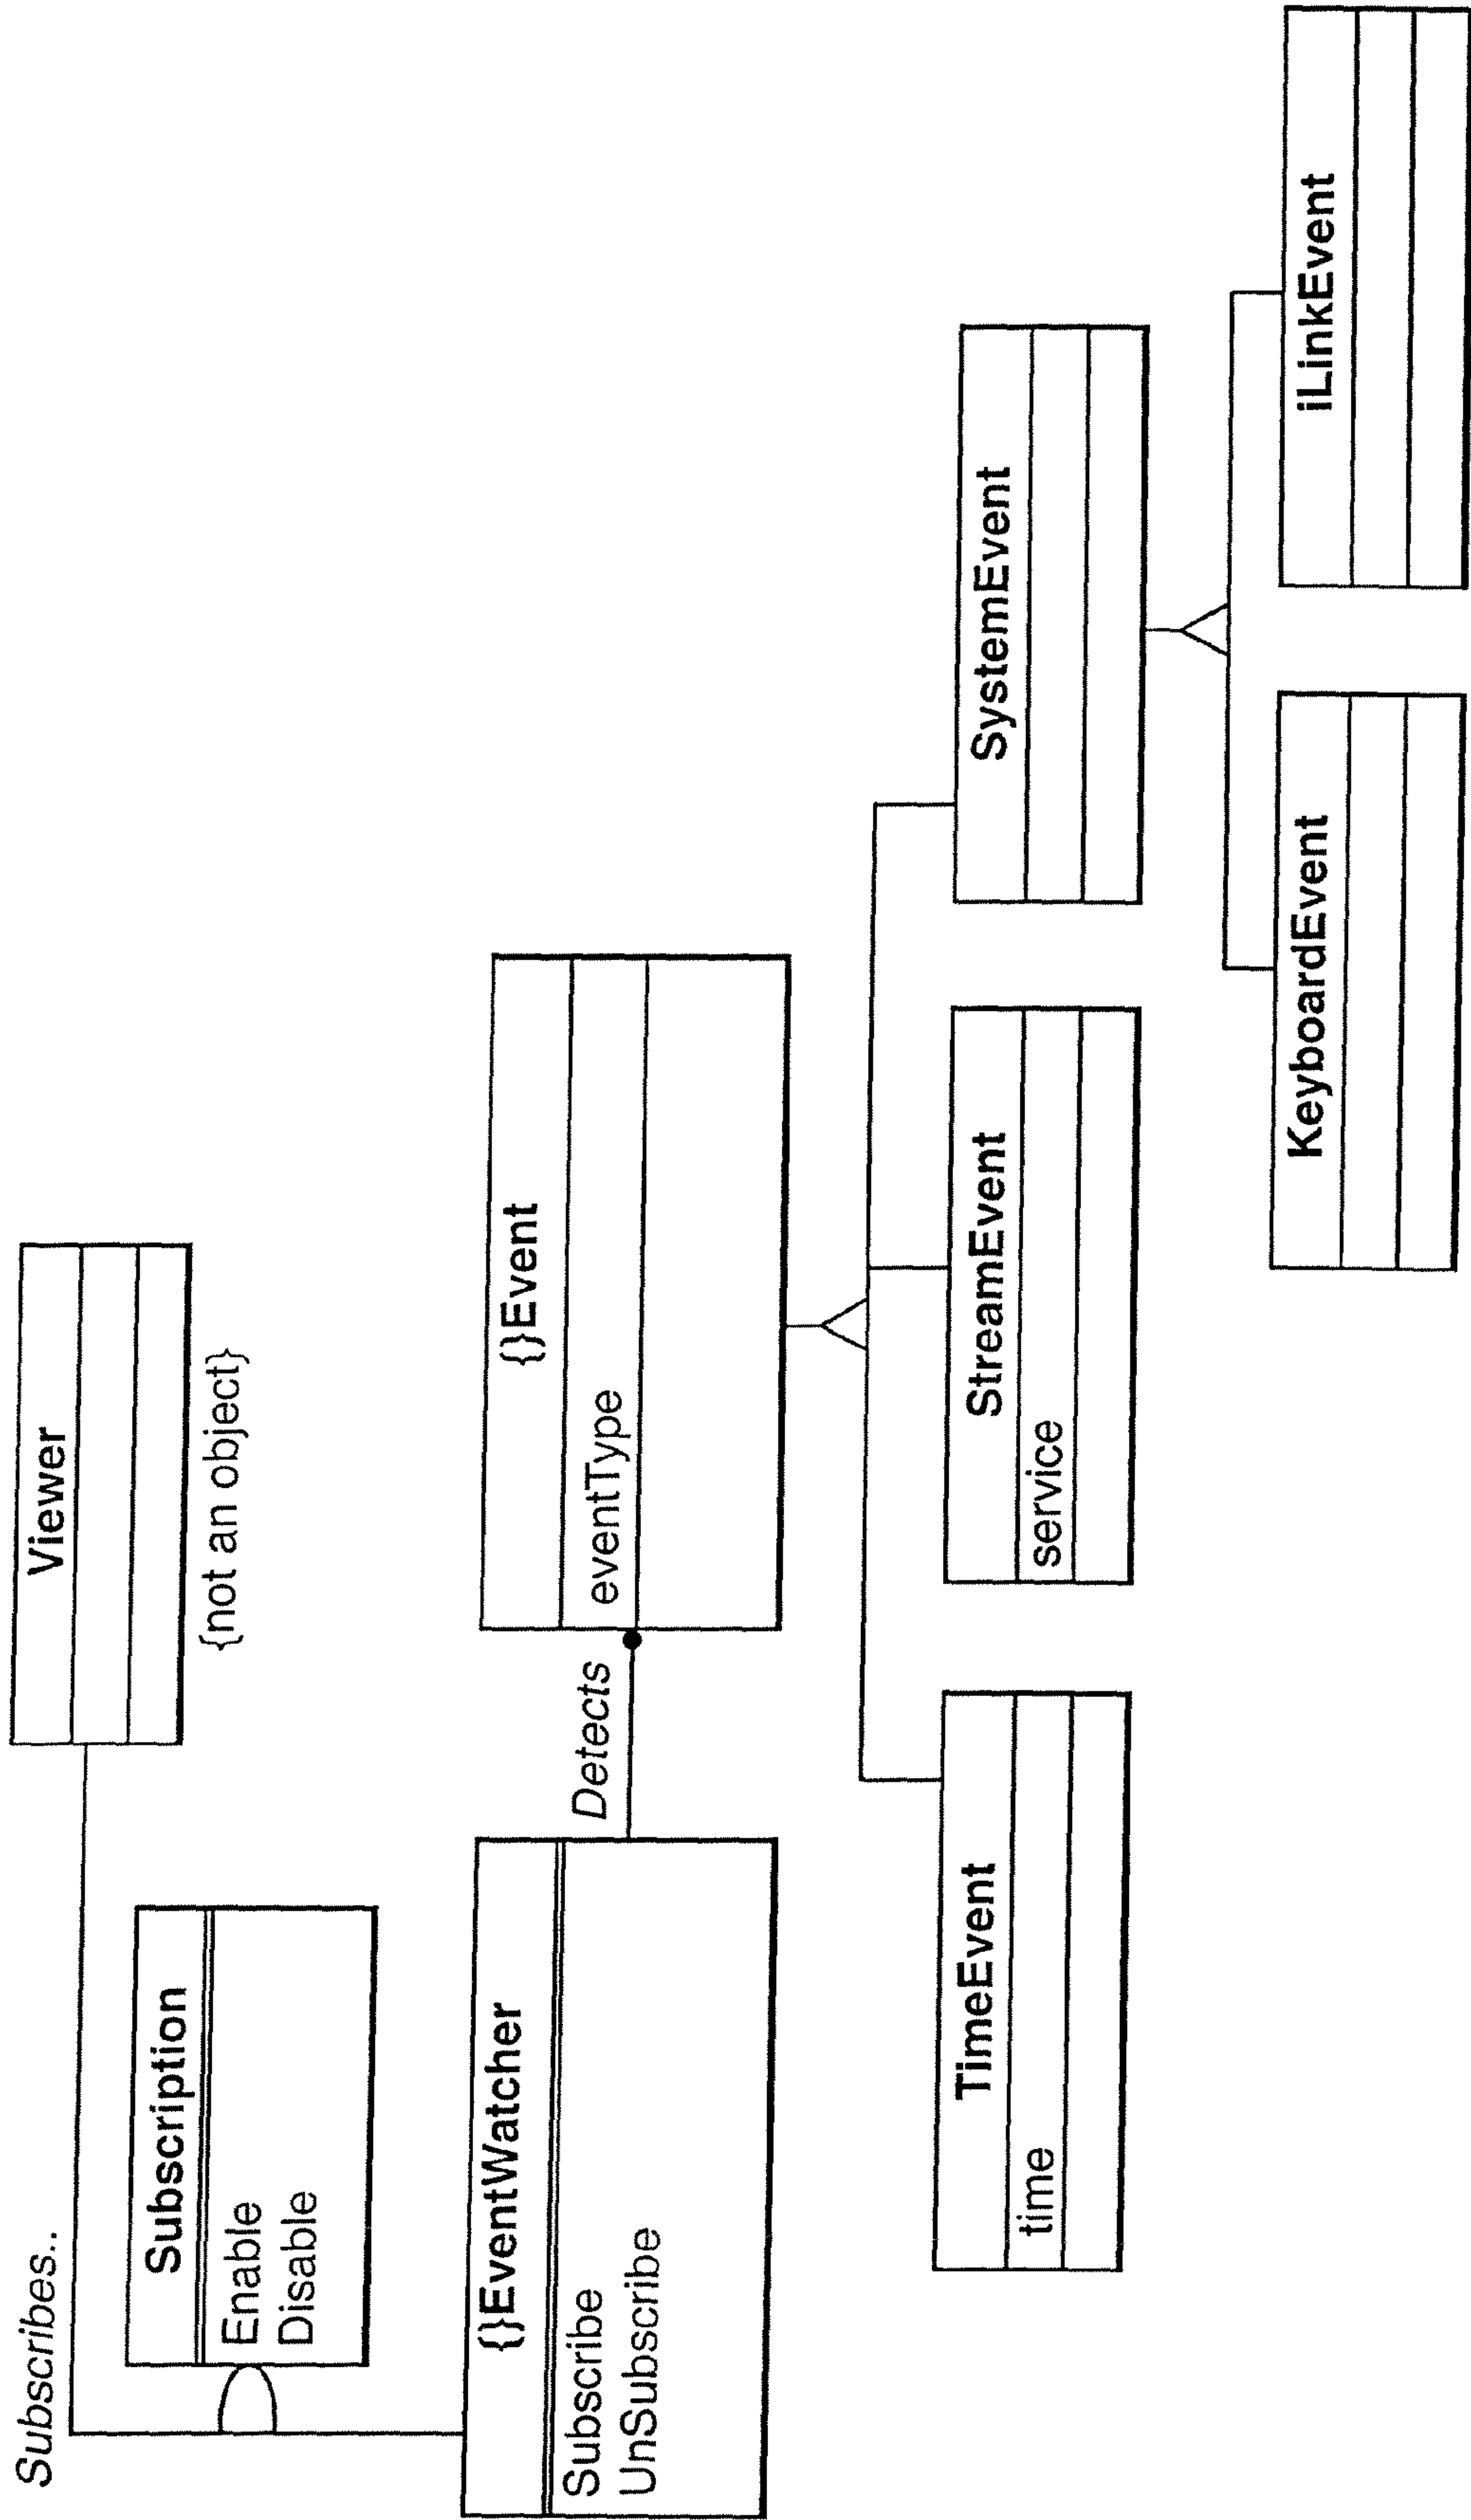 Subscribes..
Viewer
{not an object}
Subscription
Enable
Disable
{}EventWatcher
Subscribe
UnSubscribe
Detects
{}Event
eventType
TimeEvent
time
StreamEvent
service
SystemEvent
KeyboardEvent
iLinkEvent